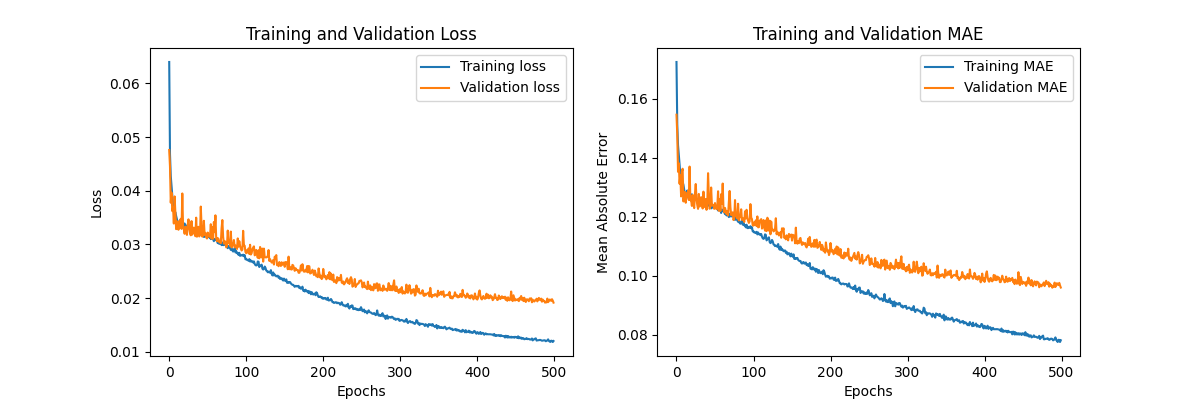 Training and Validation Loss
Training loss
Validation loss
0.06
0.05
0.04
0.03
0.02
0.01
Loss
0 100 200 300 400 500
Epochs
Training and Validation MAE
Training MAE
Validation MAE
0.16
0.14
0.12
0.10
0.08
Mean Absolute Error
0 100 200 300 400 500
Epochs